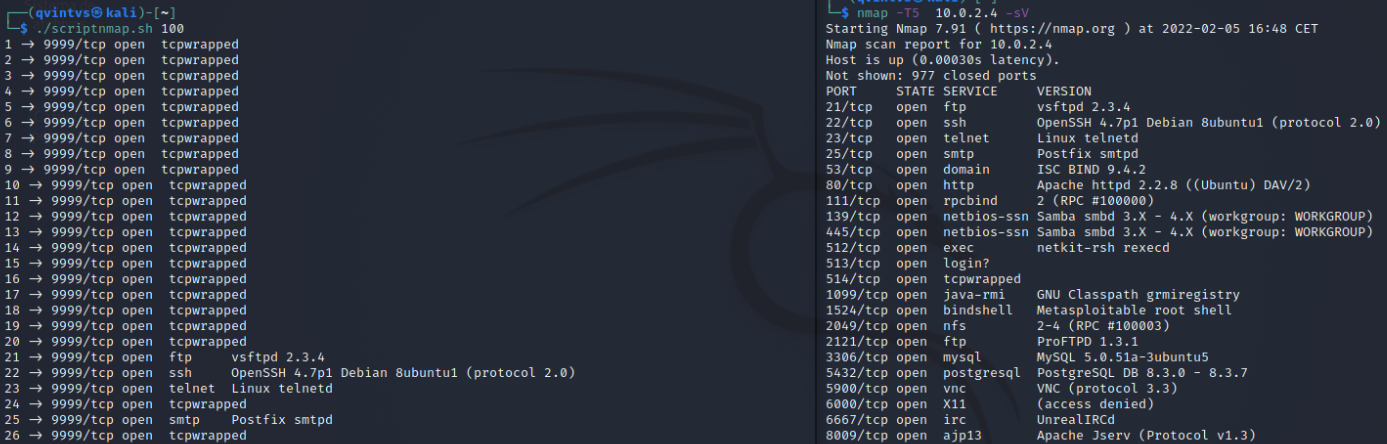 (qvintvs㉿kali)-[~]
$ ./scriptnmap.sh 100
1 → 9999/tcp open  tcpwrapped
2 → 9999/tcp open  tcpwrapped
3 → 9999/tcp open  tcpwrapped
4 → 9999/tcp open  tcpwrapped
5 → 9999/tcp open  tcpwrapped
6 → 9999/tcp open  tcpwrapped
7 → 9999/tcp open  tcpwrapped
8 → 9999/tcp open  tcpwrapped
9 → 9999/tcp open  tcpwrapped
10 → 9999/tcp open  tcpwrapped
11 → 9999/tcp open  tcpwrapped
12 → 9999/tcp open  tcpwrapped
13 → 9999/tcp open  tcpwrapped
14 → 9999/tcp open  tcpwrapped
15 → 9999/tcp open  tcpwrapped
16 → 9999/tcp open  tcpwrapped
17 → 9999/tcp open  tcpwrapped
18 → 9999/tcp open  tcpwrapped
19 → 9999/tcp open  tcpwrapped
20 → 9999/tcp open  tcpwrapped
21 → 9999/tcp open  ftp     vsftpd 2.3.4
22 → 9999/tcp open  ssh     OpenSSH 4.7p1 Debian 8ubuntu1 (protocol 2.0)
23 → 9999/tcp open  telnet  Linux telnetd
24 → 9999/tcp open  tcpwrapped
25 → 9999/tcp open  smtp    Postfix smtpd
26 → 9999/tcp open  tcpwrapped
$ nmap -T5  10.0.2.4 -sV
Starting Nmap 7.91 ( https://nmap.org ) at 2022-02-05 16:48 CET
Nmap scan report for 10.0.2.4
Host is up (0.00030s latency).
Not shown: 977 closed ports
PORT     STATE SERVICE     VERSION
21/tcp   open  ftp         vsftpd 2.3.4
22/tcp   open  ssh         OpenSSH 4.7p1 Debian 8ubuntu1 (protocol 2.0)
23/tcp   open  telnet      Linux telnetd
25/tcp   open  smtp        Postfix smtpd
53/tcp   open  domain      ISC BIND 9.4.2
80/tcp   open  http        Apache httpd 2.2.8 ((Ubuntu) DAV/2)
111/tcp  open  rpcbind     2 (RPC #100000)
139/tcp  open  netbios-ssn Samba smbd 3.X - 4.X (workgroup: WORKGROUP)
445/tcp  open  netbios-ssn Samba smbd 3.X - 4.X (workgroup: WORKGROUP)
512/tcp  open  exec        netkit-rsh rexecd
513/tcp  open  login?
514/tcp  open  tcpwrapped
1099/tcp open  java-rmi    GNU Classpath grmiregistry
1524/tcp open  bindshell   Metasploitable root shell
2049/tcp open  nfs         2-4 (RPC #100003)
2121/tcp open  ftp         ProFTPD 1.3.1
3306/tcp open  mysql       MySQL 5.0.51a-3ubuntu5
5432/tcp open  postgresql  PostgreSQL DB 8.3.0 - 8.3.7
5900/tcp open  vnc         VNC (protocol 3.3)
6000/tcp open  X11         (access denied)
6667/tcp open  irc         UnrealIRCd
8009/tcp open  ajp13       Apache Jserv (Protocol v1.3)